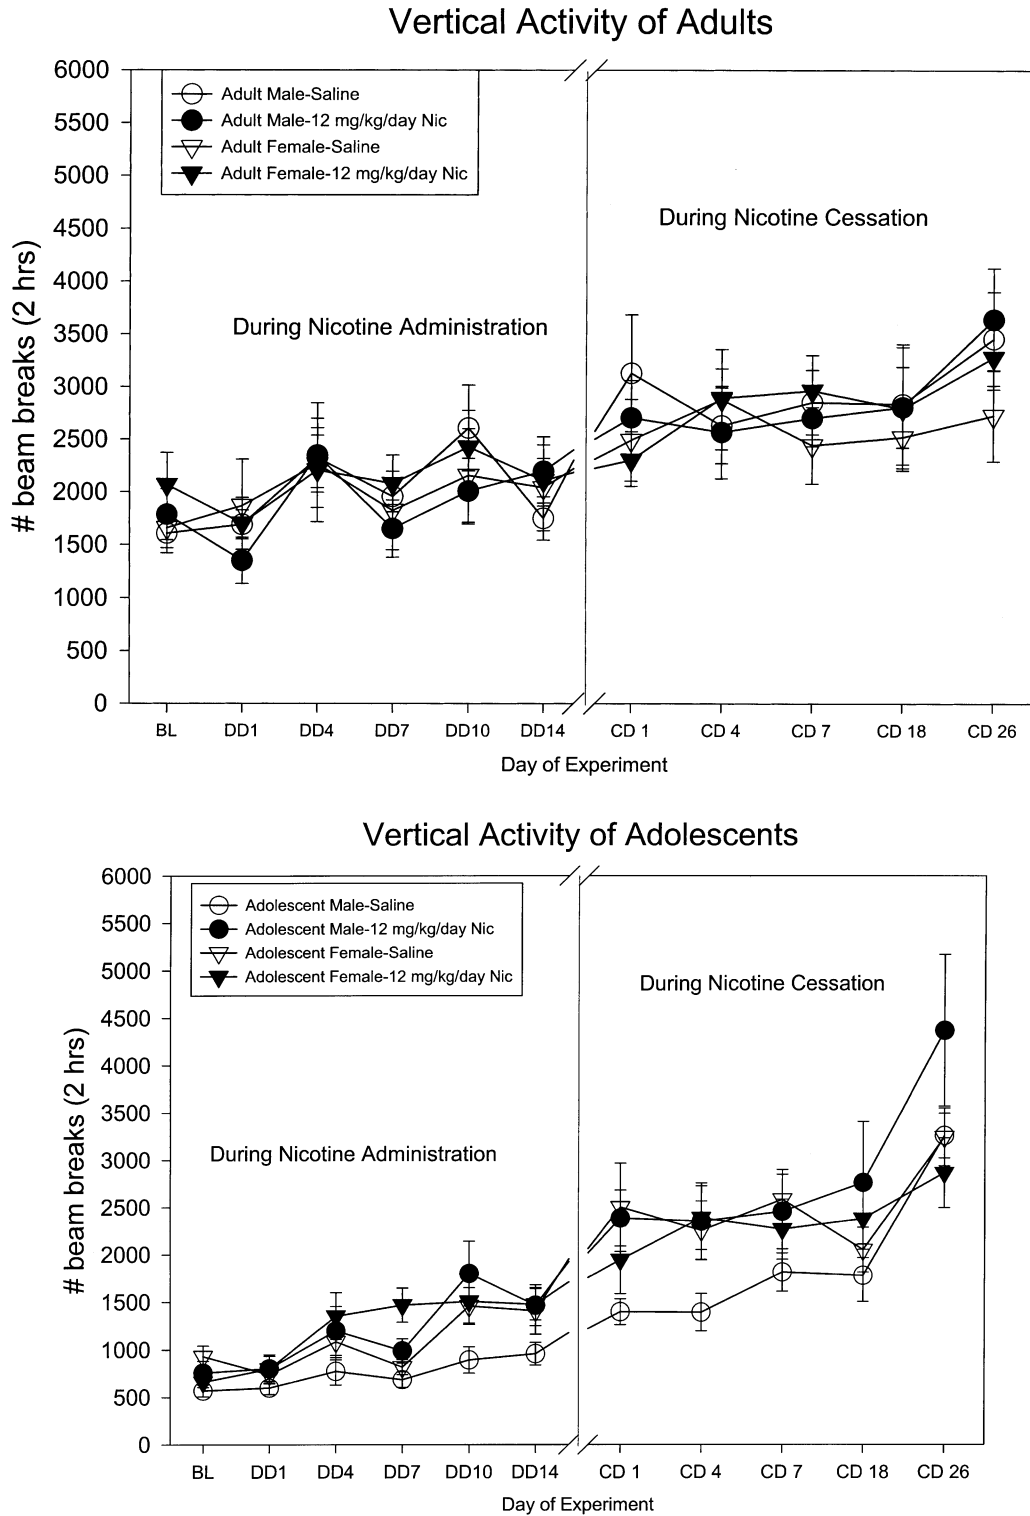 Vertical Activity of Adults
6000
5500
5000
4500
4000
3500
3000
2500
2000
1500
1000
500
0
# beam breaks (2 hrs)
Adult Male-Saline
Adult Male-12 mg/kg/day Nic
Adult Female-Saline
Adult Female-12 mg/kg/day Nic
During Nicotine Administration
During Nicotine Cessation
BL DD1 DD4 DD7 DD10 DD14 CD 1 CD 4 CD 7 CD 18 CD 26
Day of Experiment
Vertical Activity of Adolescents
6000
5500
5000
4500
4000
3500
3000
2500
2000
1500
1000
500
0
# beam breaks (2 hrs)
Adolescent Male-Saline
Adolescent Male-12 mg/kg/day Nic
Adolescent Female-Saline
Adolescent Female-12 mg/kg/day Nic
During Nicotine Administration
During Nicotine Cessation
BL DD1 DD4 DD7 DD10 DD14 CD 1 CD 4 CD 7 CD 18 CD 26
Day of Experiment